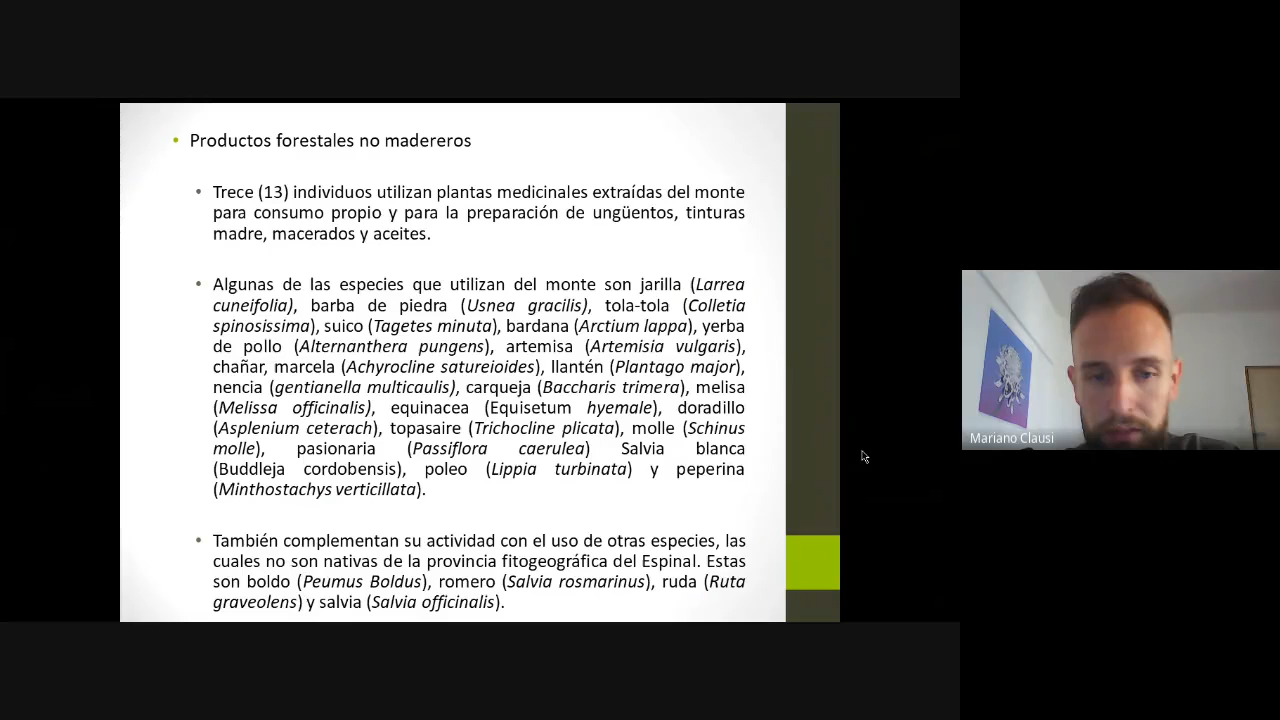 • Productos forestales no madereros
• Trece (13) individuos utilizan plantas medicinales extraídas del monte
para consumo propio y para la preparación de ungüentos, tinturas
madre, macerados y aceites.
• Algunas de las especies que utilizan del monte son jarilla (Larrea
cuneifolia), barba de piedra (Usnea gracilis), tola-tola (Colletia
spinosissima), suico (Tagetes minuta), bardana (Arctium lappa), yerba
de pollo (Alternanthera pungens), artemisa (Artemisia vulgaris),
chañar, marcela (Achyrocline satureioides), llantén (Plantago major),
nencia (gentianella multicaulis), carqueja (Baccharis trimera), melisa
(Melissa officinalis), equinacea (Equisetum hyemale), doradillo
(Asplenium ceterach), topasaire (Trichocline plicata), molle (Schinus
molle), pasionaria (Passiflora caerulea) Salvia blanca
(Buddleja cordobensis), poleo (Lippia turbinata) y peperina
(Minthostachys verticillata).
• También complementan su actividad con el uso de otras especies, las
cuales no son nativas de la provincia fitogeográfica del Espinal. Estas
son boldo (Peumus Boldus), romero (Salvia rosmarinus), ruda (Ruta
graveolens) y salvia (Salvia officinalis).
Mariano Clausi